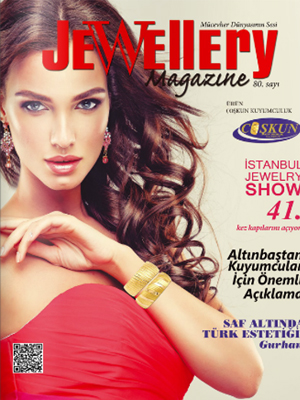 Mücevher Dünyasının Sesi
JEWELLERY
Magazine
80. sayı
ÜRÜN
COŞKUN KUYUMCULUK
COŞKUN
İSTANBUL
JEWELRY
SHOW
41.
kez kapılarını açıyor
Altınbaştan
Kuyumcular
İçin Önemli
Açıklama
SAF ALTINDA
TÜRK ESTETİĞİ
Gurhan